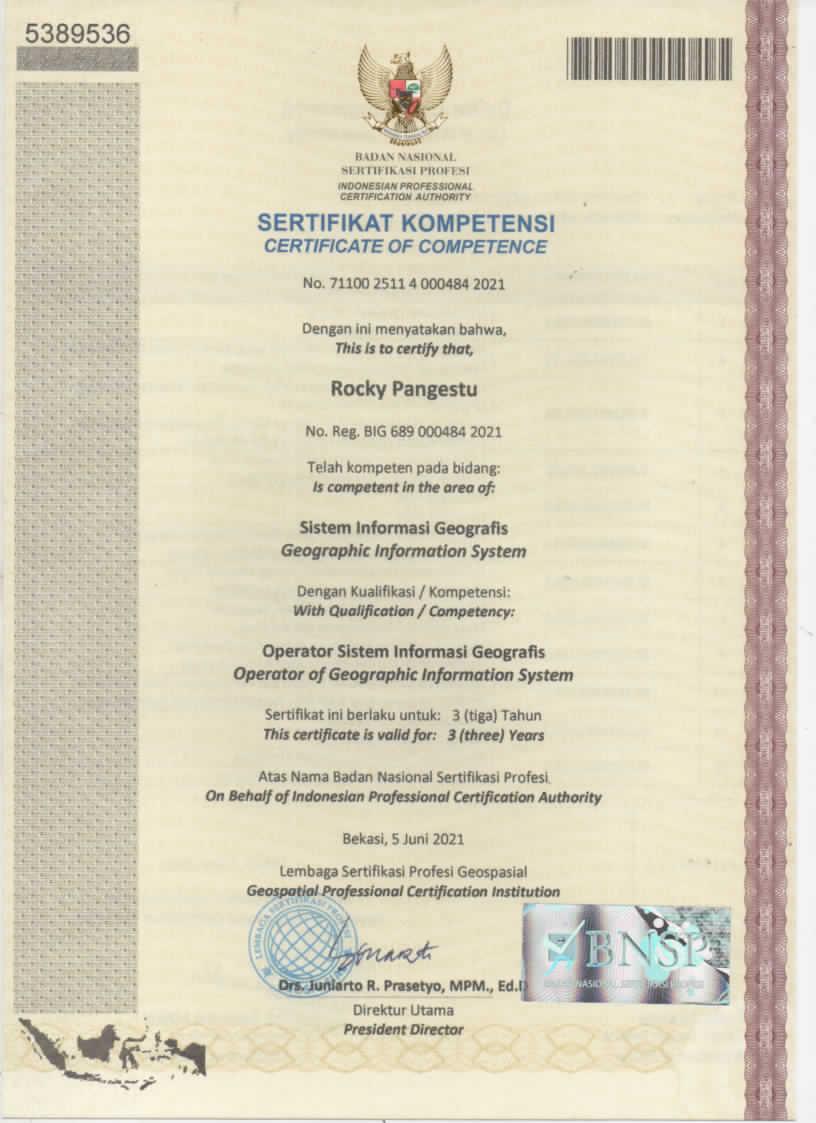 5389536
BADAN NASIONAL
SERTIFIKASI PROFESI
INDONESIAN PROFESSIONAL
CERTIFICATION AUTHORITY
SERTIFIKAT KOMPETENSI
CERTIFICATE OF COMPETENCE
No. 71100 2511 4 000484 2021
Dengan ini menyatakan bahwa,
This is to certify that,
Rocky Pangestu
No. Reg. BIG 689 000484 2021
Telah kompeten pada bidang:
Is competent in the area of:
Sistem Informasi Geografis
Geographic Information System
Dengan Kualifikasi / Kompetensi:
With Qualification / Competency:
Operator Sistem Informasi Geografis
Operator of Geographic Information System
Sertifikat ini berlaku untuk: 3 (tiga) Tahun
This certificate is valid for: 3 (three) Years
Atas Nama Badan Nasional Sertifikasi Profesi
On Behalf of Indonesian Professional Certification Authority
Bekasi, 5 Juni 2021
Lembaga Sertifikasi Profesi Geospasial
Geospatial Professional Certification Institution
LEMBAGA SERTIFIKASI
BNSP
Drs. Juniarto R. Prasetyo, MPM., Ed.
Direktur Utama
President Director